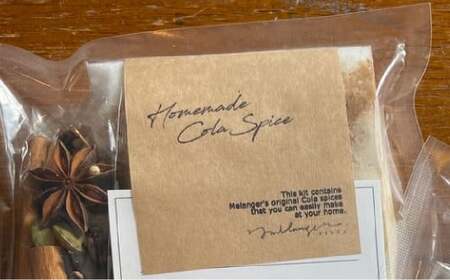 Homemade
Cola Spice
This kit contains
Melanger's original Cola spices
that you can easily make
at your home.